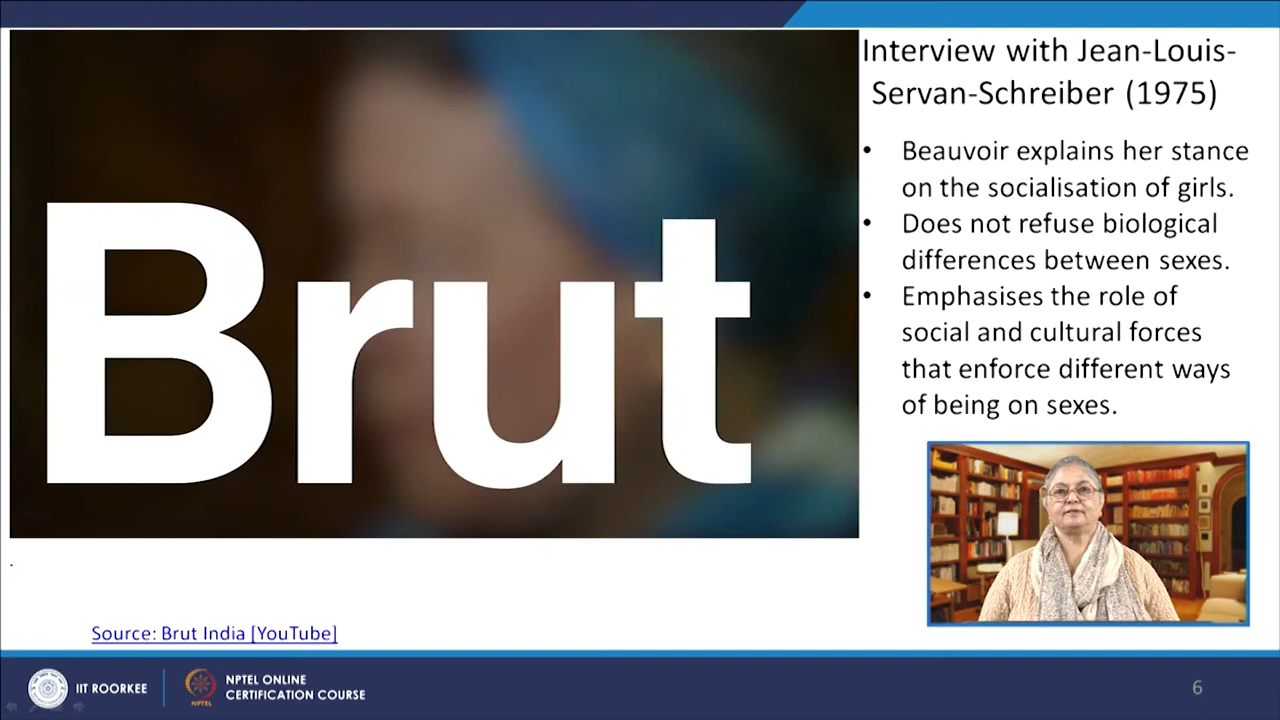 Brut
Interview with Jean-Louis-
Servan-Schreiber (1975)
• Beauvoir explains her stance
on the socialisation of girls.
• Does not refuse biological
differences between sexes.
• Emphasises the role of
social and cultural forces
that enforce different ways
of being on sexes.
Source: Brut India [YouTube]
IIT ROORKEE
NPTEL
NPTEL ONLINE
CERTIFICATION COURSE
6